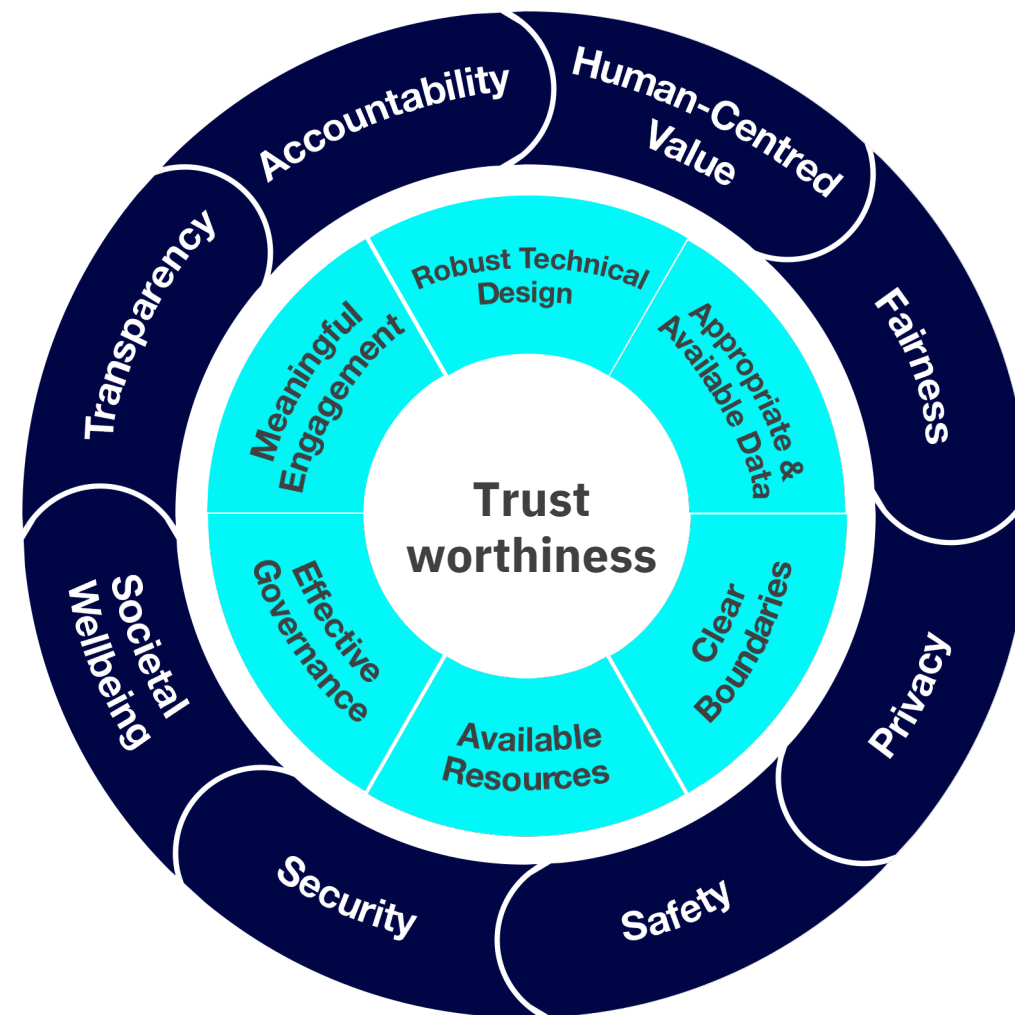 Human-Centred
Value
Fairness
Privacy
Safety
Security
Societal
Wellbeing
Transparency
Accountability
Robust Technical
Design
Appropriate &
Available Data
Clear
Boundaries
Available
Resources
Effective
Governance
Meaningful
Engagement
Trust
worthiness